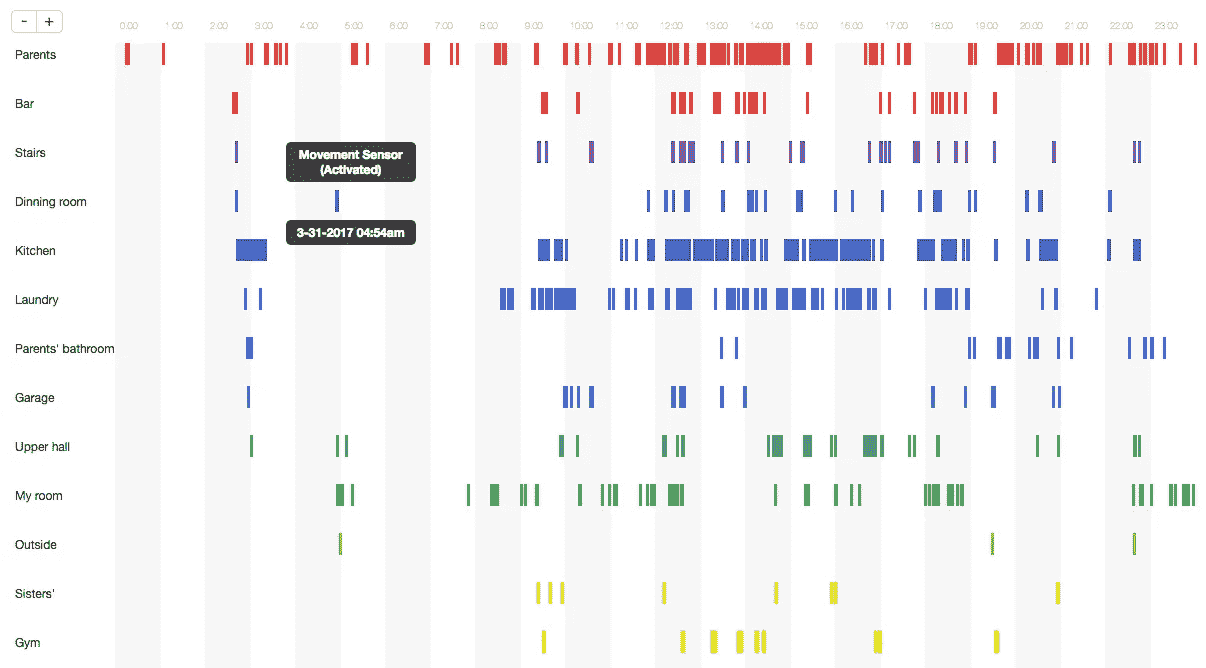 - +
0:00 1:00 2:00 3:00 4:00 5:00 6:00 7:00 8:00 9:00 10:00 11:00 12:00 13:00 14:00 15:00 16:00 17:00 18:00 19:00 20:00 21:00 22:00 23:00
Parents
Bar
Stairs
Movement Sensor
(Activated)
Dinning room
3-31-2017 04:54am
Kitchen
Laundry
Parents' bathroom
Garage
Upper hall
My room
Outside
Sisters'
Gym